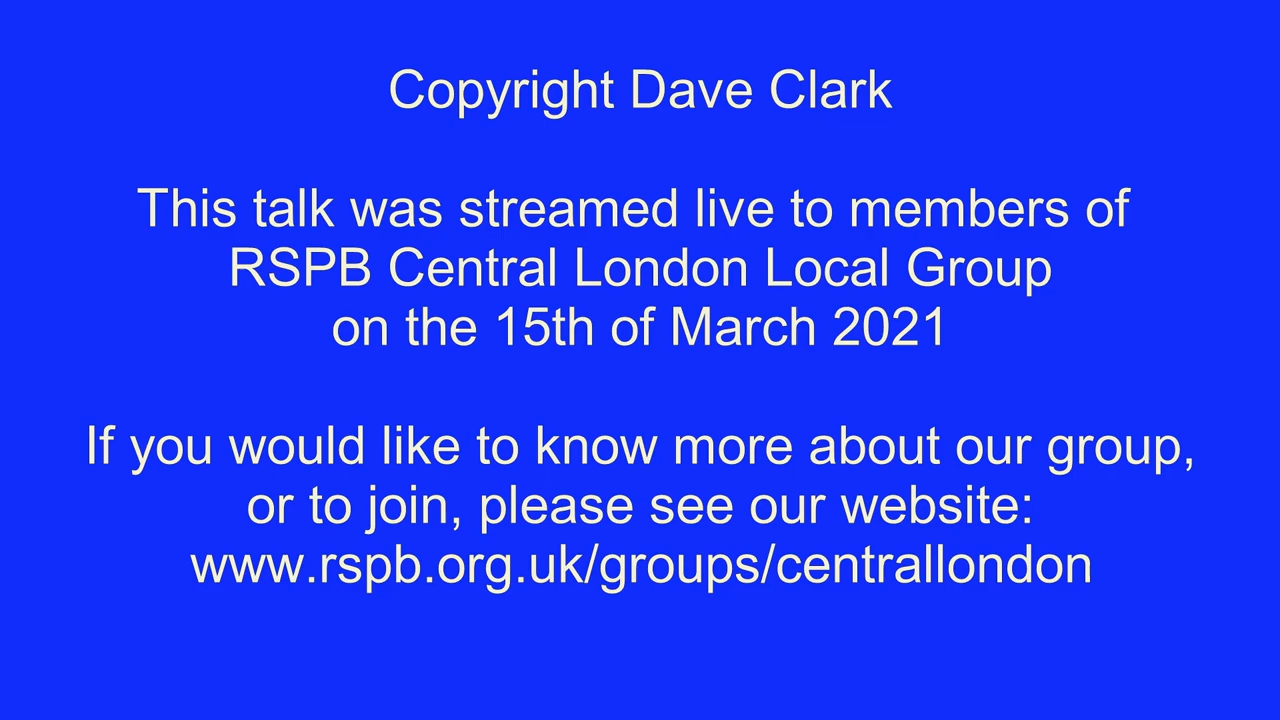 Copyright Dave Clark
This talk was streamed live to members of
RSPB Central London Local Group
on the 15th of March 2021
If you would like to know more about our group,
or to join, please see our website:
www.rspb.org.uk/groups/centrallondon